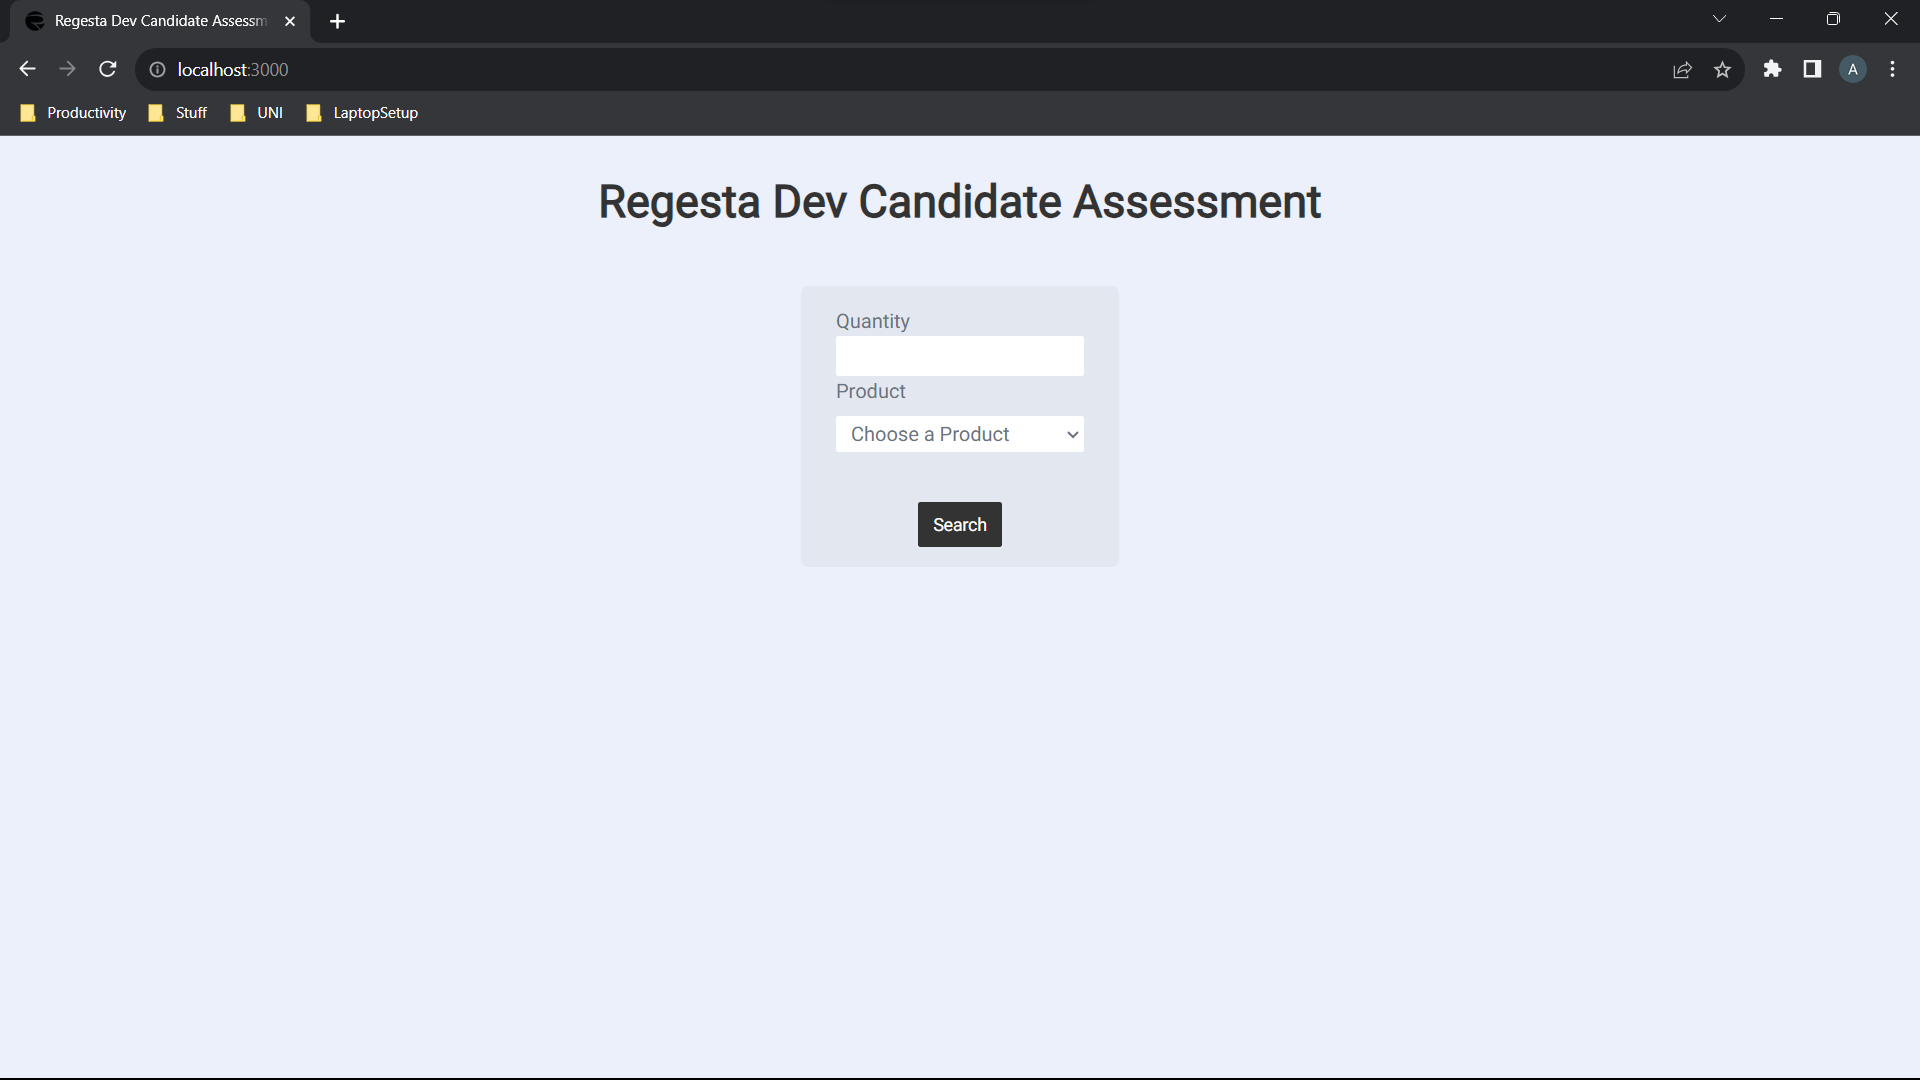 Regesta Dev Candidate Assessm
localhost:3000
A
Productivity
Stuff
UNI
LaptopSetup
Regesta Dev Candidate Assessment
Quantity
Product
Choose a Product
Search